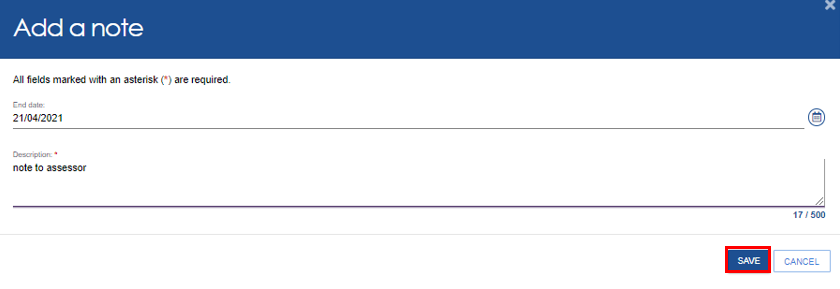 Add a note
All fields marked with an asterisk (*) are required.
End date:
21/04/2021
Description: *
note to assessor
17 / 500
SAVE CANCEL